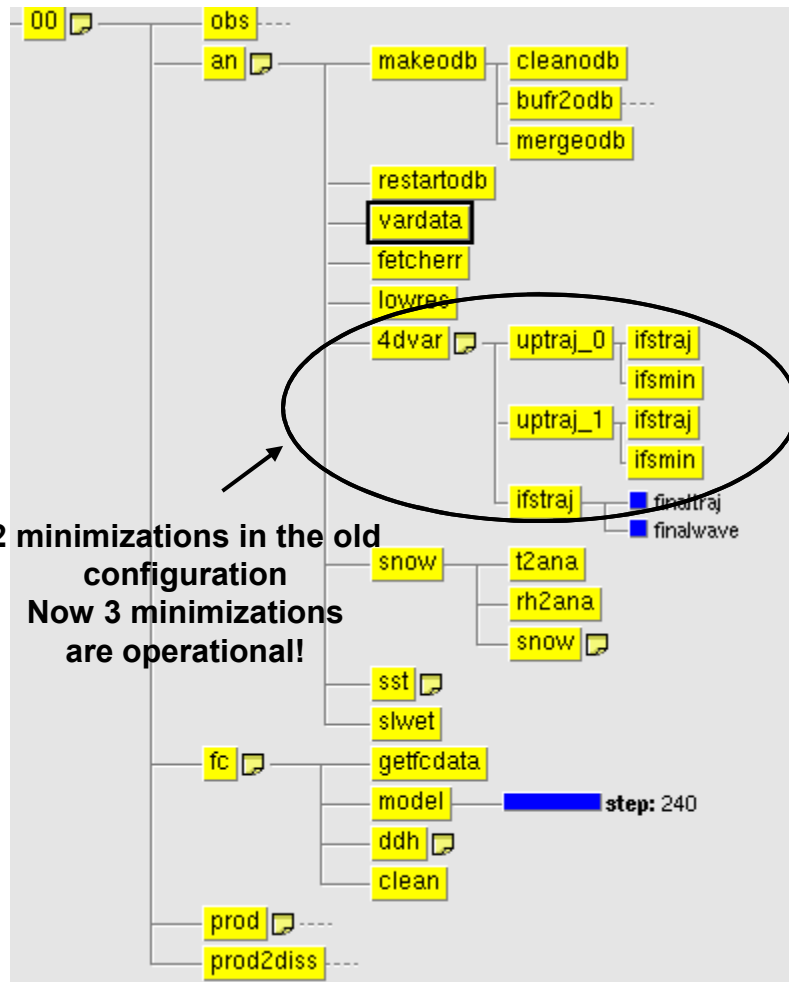 00 obs
an makeodb cleanodb
bufr2odb
mergeodb
restartodb
vardata
fetcherr
lowres
4dvar uptraj_0 ifstraj
ifsmin
uptraj_1 ifstraj
ifsmin
ifstraj finaltraj
finalwave
2 minimizations in the old
configuration
Now 3 minimizations
are operational!
snow t2ana
rh2ana
snow
sst
slwet
fc getfcdata
model step: 240
ddh
clean
prod
prod2diss